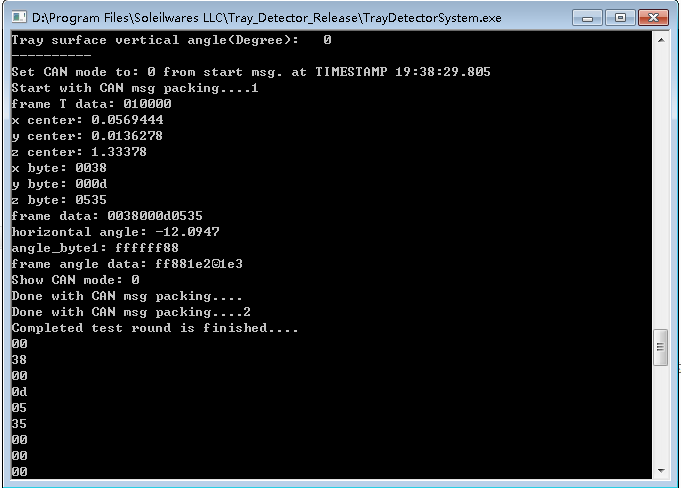 D:\Program Files\Soleilwares LLC\Tray_Detector_Release\TrayDetectorSystem.exe
Tray surface vertical angle(Degree):   0
----------
Set CAN mode to: 0 from start msg. at TIMESTAMP 19:38:29.805
Start with CAN msg packing....1
frame T data: 010000
x center: 0.0569444
y center: 0.0136278
z center: 1.33378
x byte: 0038
y byte: 000d
z byte: 0535
frame data: 0038000d0535
horizontal angle: -12.0947
angle_byte1: ffffff88
frame angle data: ff881e2☺1e3
Show CAN mode: 0
Done with CAN msg packing....
Done with CAN msg packing....2
Completed test round is finished....
00
38
00
0d
05
35
00
00
00